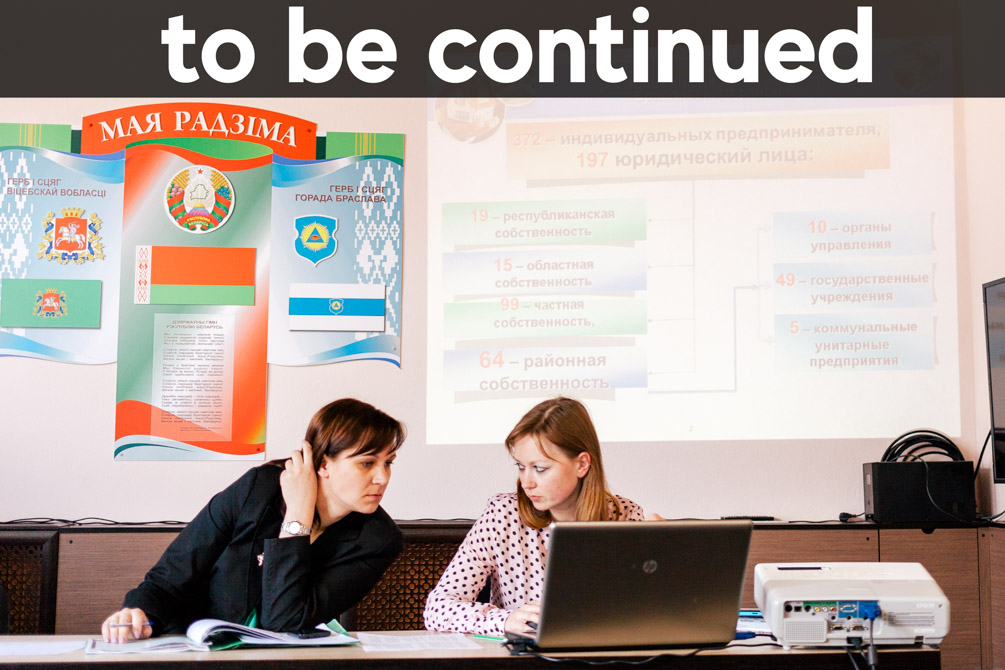 to be continued
МАЯ РАДЗІМА
ГЕРБ І СЦЯГ
ВІЦЕБСКАЙ ВОБЛАСЦІ
ГЕРБ І СЦЯГ
ГОРАДА БРАСЛАВА
ДЗЯРЖАЎНЫ ГІМН
РЭСПУБЛІКІ БЕЛАРУСЬ
372 – индивидуальных предпринимателя,
197 юридический лица:
19 – республиканская
собственность
15 – областная
собственность
99 – частная
собственность,
64 – районная
собственность
10 – органы
управления
49 – государственные
учреждения
5 – коммунальные
унитарные
предприятия
2
hp
EPSON